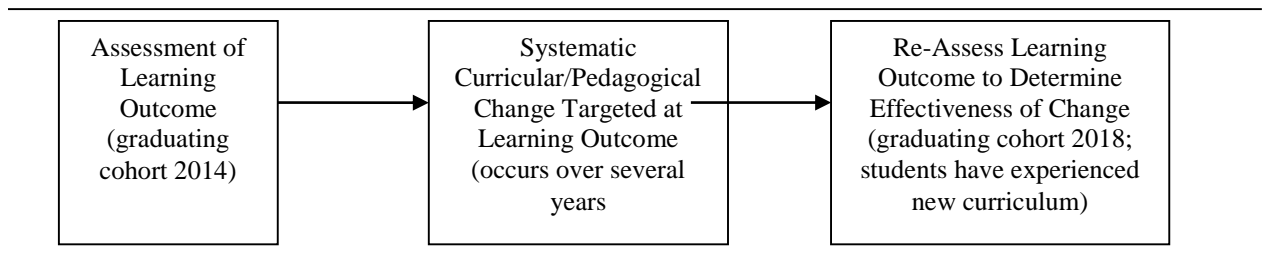 Assessment of
Learning
Outcome
(graduating
cohort 2014)
Systematic
Curricular/Pedagogical
Change Targeted at
Learning Outcome
(occurs over several
years
Re-Assess Learning
Outcome to Determine
Effectiveness of Change
(graduating cohort 2018;
students have experienced
new curriculum)